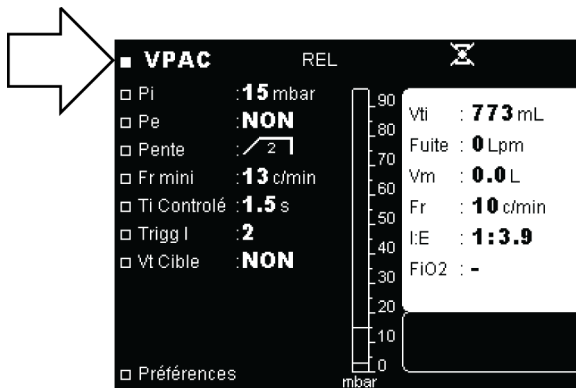 VPAC REL
Pi :15 mbar
Pe :NON
Pente : 2
Fr mini :13 c/min
Ti Controlé :1.5 s
Trigg I :2
Vt Cible :NON
Préférences
90
80
70
60
50
40
30
20
10
0
mbar
Vti : 773 mL
Fuite : 0 Lpm
Vm : 0.0 L
Fr : 10 c/min
I:E : 1:3.9
FiO2 : -